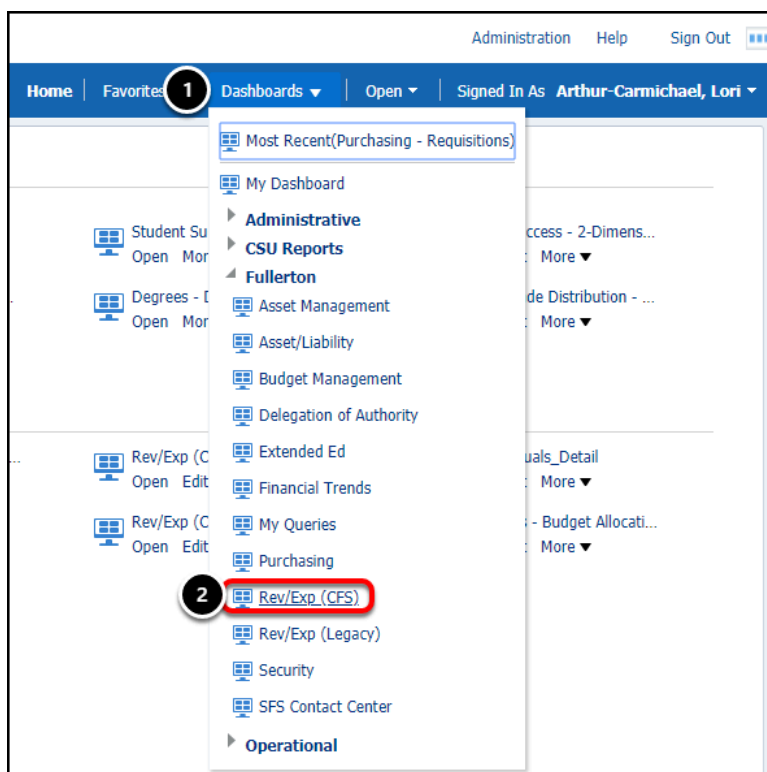 Administration Help Sign Out
Home Favorites 1 Dashboards Open Signed In As Arthur-Carmichael, Lori
Most Recent(Purchasing - Requisitions)
My Dashboard
Administrative
CSU Reports
Fullerton
Asset Management
Asset/Liability
Budget Management
Delegation of Authority
Extended Ed
Financial Trends
My Queries
Purchasing
2 Rev/Exp (CFS)
Rev/Exp (Legacy)
Security
SFS Contact Center
Operational
Student Su
Open Mor
Degrees - D
Open Mor
Rev/Exp (C
Open Edit
Rev/Exp (C
Open Edit
ccess - 2-Dimens...
More
de Distribution - ...
More
...
uals_Detail
More
- Budget Allocati...
More